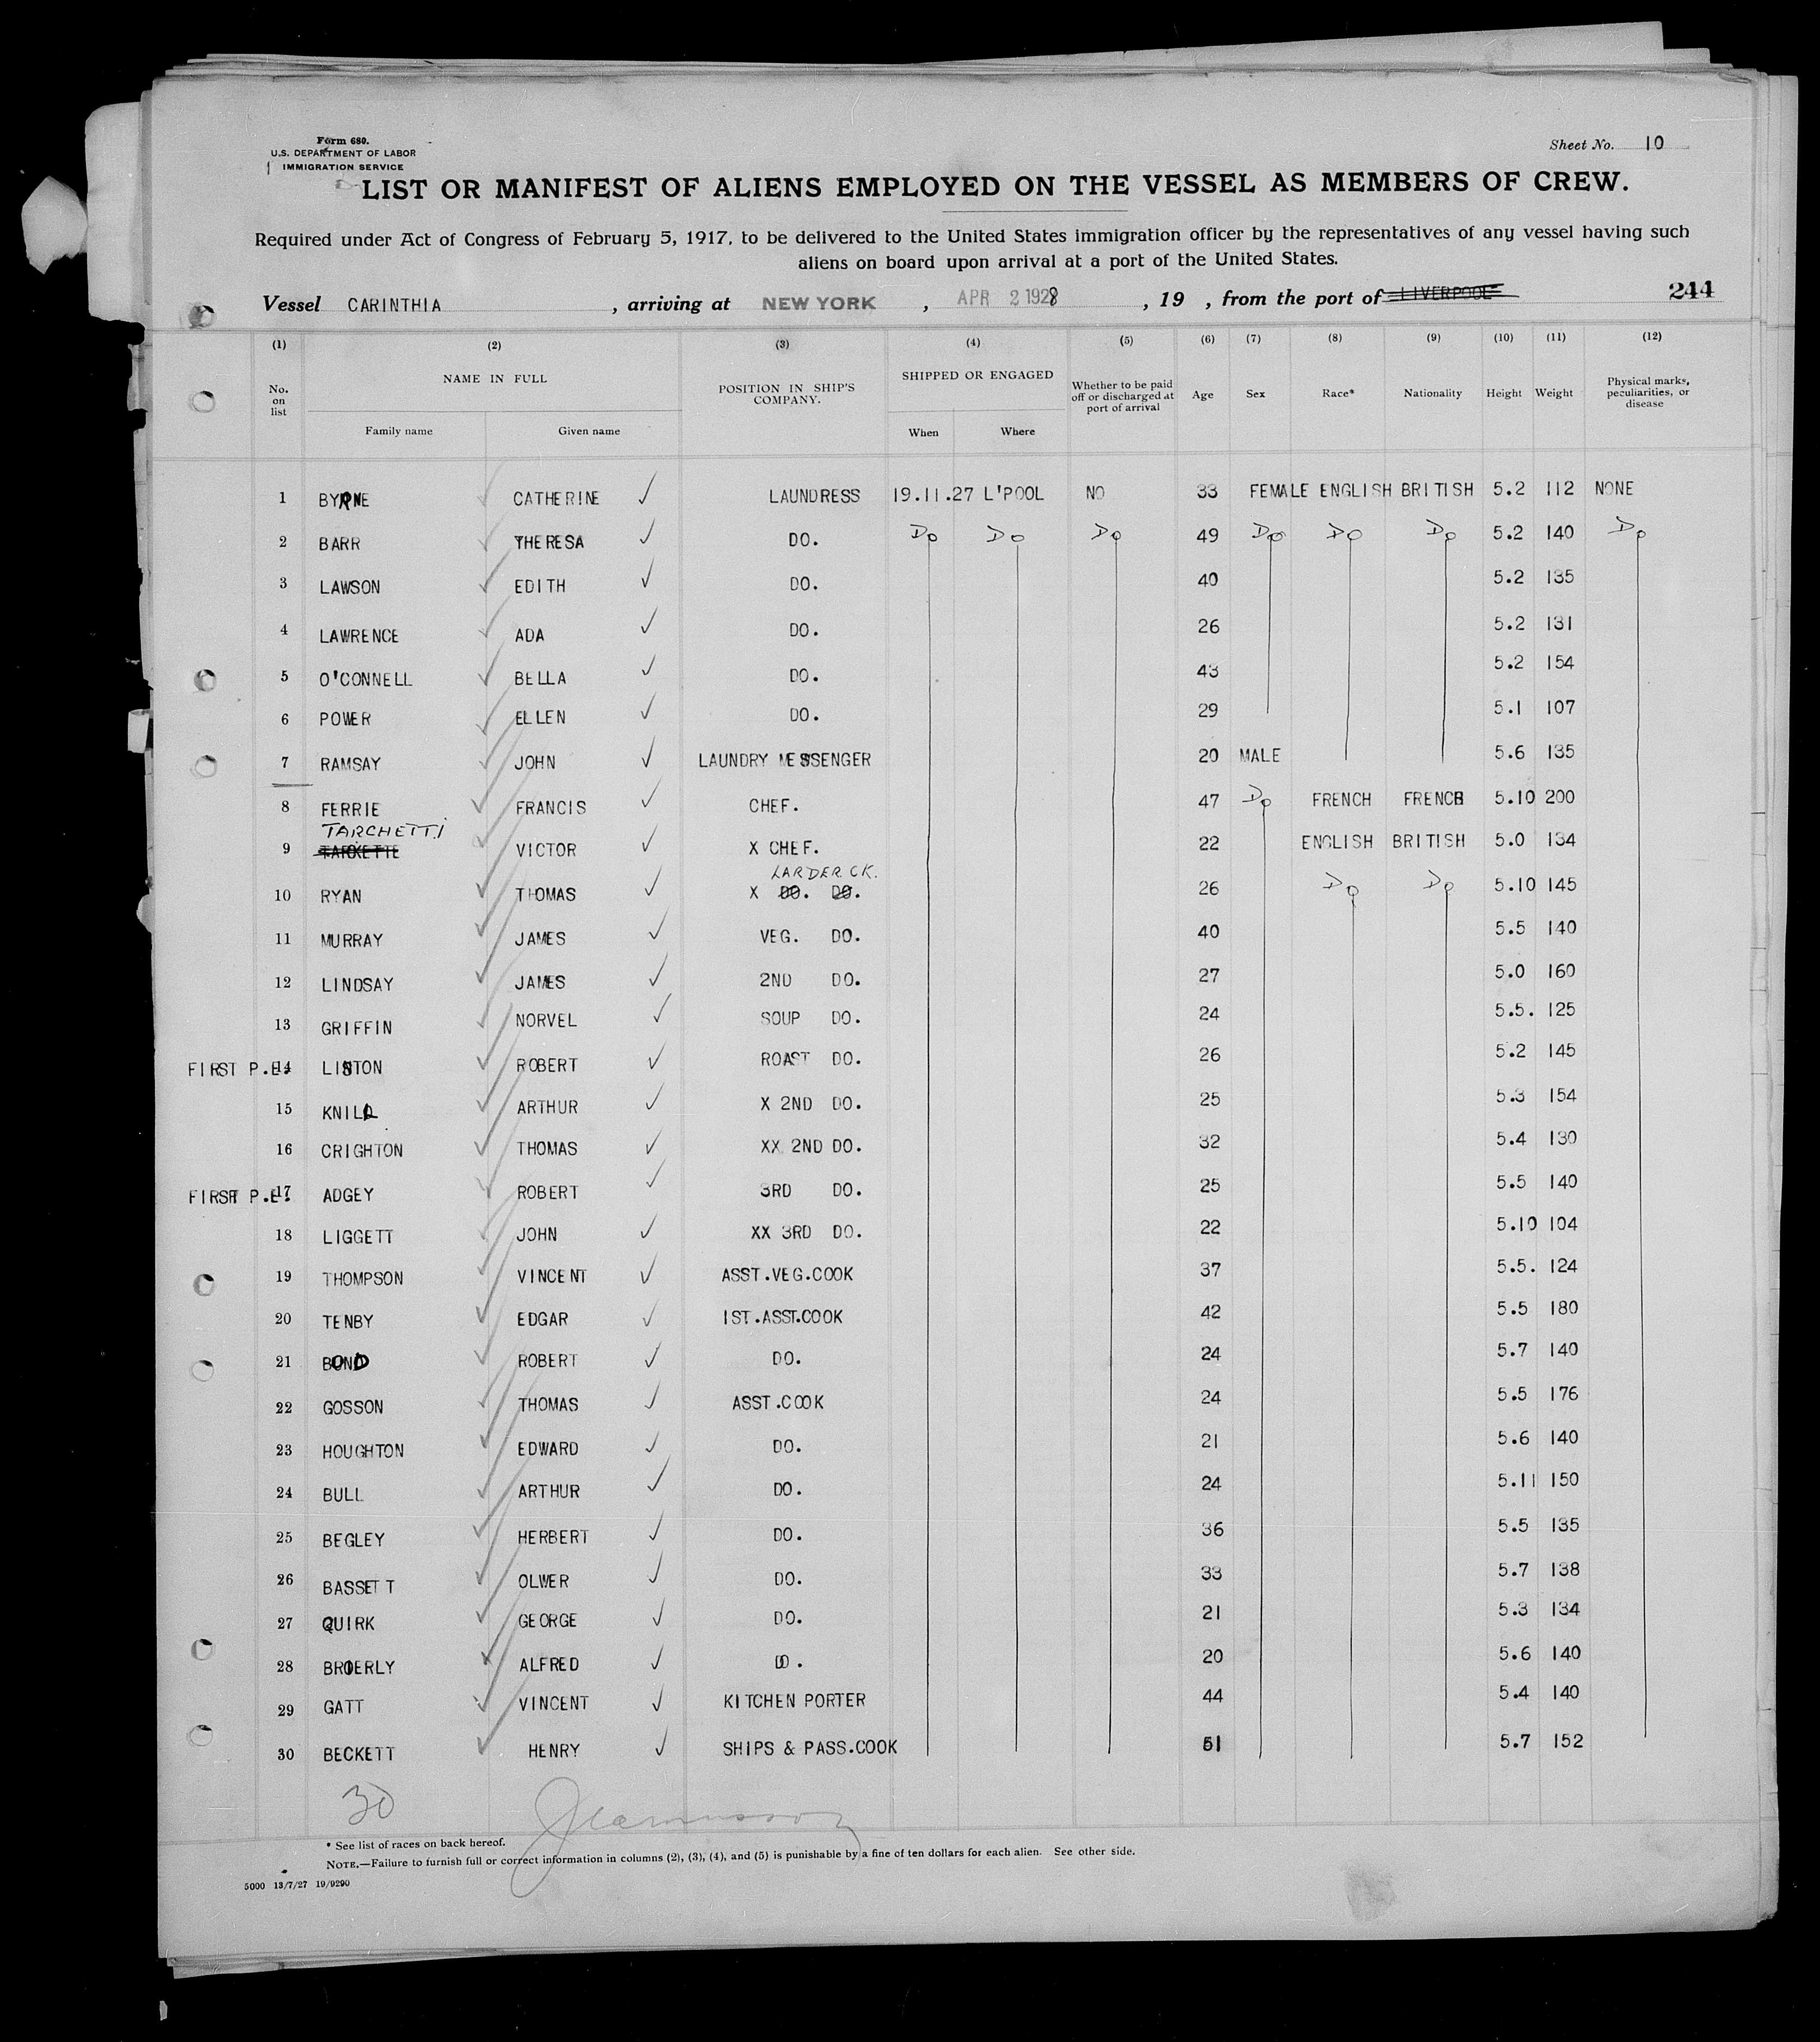 Form 680.
U.S. DEPARTMENT OF LABOR
IMMIGRATION SERVICE
Sheet No. 10
LIST OR MANIFEST OF ALIENS EMPLOYED ON THE VESSEL AS MEMBERS OF CREW.
Required under Act of Congress of February 5, 1917, to be delivered to the United States immigration officer by the representatives of any vessel having such
aliens on board upon arrival at a port of the United States.
Vessel CARINTHIA , arriving at NEW YORK , APR 2 1928 , 19 , from the port of LIVERPOOL 244
(1) (2) (3) (4) (5) (6) (7) (8) (9) (10) (11) (12)
No. on list NAME IN FULL Family name Given name POSITION IN SHIP'S COMPANY. SHIPPED OR ENGAGED When Where Whether to be paid off or discharged at port of arrival Age Sex Race* Nationality Height Weight Physical marks, peculiarities, or disease
1 BYRNE CATHERINE LAUNDRESS 19.11.27 L'POOL NO 33 FEMALE ENGLISH BRITISH 5.2 112 NONE
2 BARR THERESA DO. Do Do Do 49 Do Do Do 5.2 140 Do
3 LAWSON EDITH DO. 40 5.2 135
4 LAWRENCE ADA DO. 26 5.2 131
5 O'CONNELL BELLA DO. 43 5.2 154
6 POWER ELLEN DO. 29 5.1 107
7 RAMSAY JOHN LAUNDRY MESSENGER 20 MALE 5.6 135
8 FERRIE FRANCIS CHEF. 47 Do FRENCH FRENCH 5.10 200
TARCHETTI
9 TARKETTE VICTOR X CHEF. 22 ENGLISH BRITISH 5.0 134
LARDER CK.
10 RYAN THOMAS X DO. DO. 26 Do Do 5.10 145
11 MURRAY JAMES VEG. DO. 40 5.5 140
12 LINDSAY JAMES 2ND DO. 27 5.0 160
13 GRIFFIN NORVEL SOUP DO. 24 5.5. 125
FIRST P.E. 14 LINTON ROBERT ROAST DO. 26 5.2 145
15 KNILL ARTHUR X 2ND DO. 25 5.3 154
16 CRIGHTON THOMAS XX 2ND DO. 32 5.4 130
FIRST P.E. 17 ADGEY ROBERT 3RD DO. 25 5.5 140
18 LIGGETT JOHN XX 3RD DO. 22 5.10 104
19 THOMPSON VINCENT ASST.VEG.COOK 37 5.5. 124
20 TENBY EDGAR 1ST.ASST.COOK 42 5.5 180
21 BOND ROBERT DO. 24 5.7 140
22 GOSSON THOMAS ASST.COOK 24 5.5 176
23 HOUGHTON EDWARD DO. 21 5.6 140
24 BULL ARTHUR DO. 24 5.11 150
25 BEGLEY HERBERT DO. 36 5.5 135
26 BASSETT OLWER DO. 33 5.7 138
27 QUIRK GEORGE DO. 21 5.3 134
28 BRIERLY ALFRED DO. 20 5.6 140
29 GATT VINCENT KITCHEN PORTER 44 5.4 140
30 BECKETT HENRY SHIPS & PASS.COOK 51 5.7 152
30
* See list of races on back hereof.
NOTE.—Failure to furnish full or correct information in columns (2), (3), (4), and (5) is punishable by a fine of ten dollars for each alien. See other side.
5000 13/7/27 19/9290